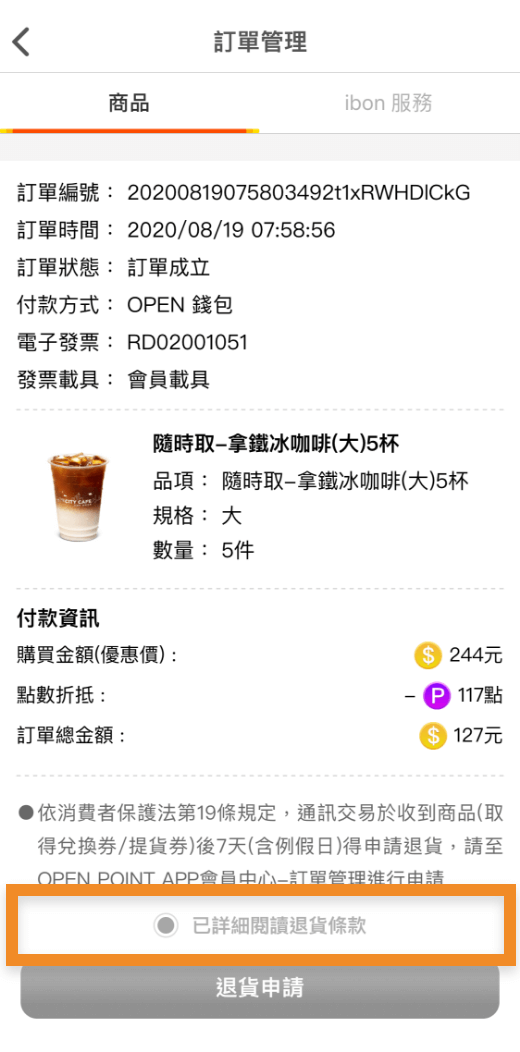 訂單管理
商品
ibon 服務
訂單編號： 20200819075803492t1xRWHDlCkG
訂單時間： 2020/08/19 07:58:56
訂單狀態： 訂單成立
付款方式： OPEN 錢包
電子發票： RD02001051
發票載具： 會員載具
隨時取–拿鐵冰咖啡(大)5杯
品項： 隨時取–拿鐵冰咖啡(大)5杯
CITY CAFE
規格： 大
數量： 5件
付款資訊
購買金額(優惠價)： $ 244元
點數折抵： – P 117點
訂單總金額： $ 127元
●依消費者保護法第19條規定，通訊交易於收到商品(取
得兌換券/提貨券)後7天(含例假日)得申請退貨，請至
OPEN POINT APP會員中心–訂單管理進行申請
已詳細閱讀退貨條款
退貨申請